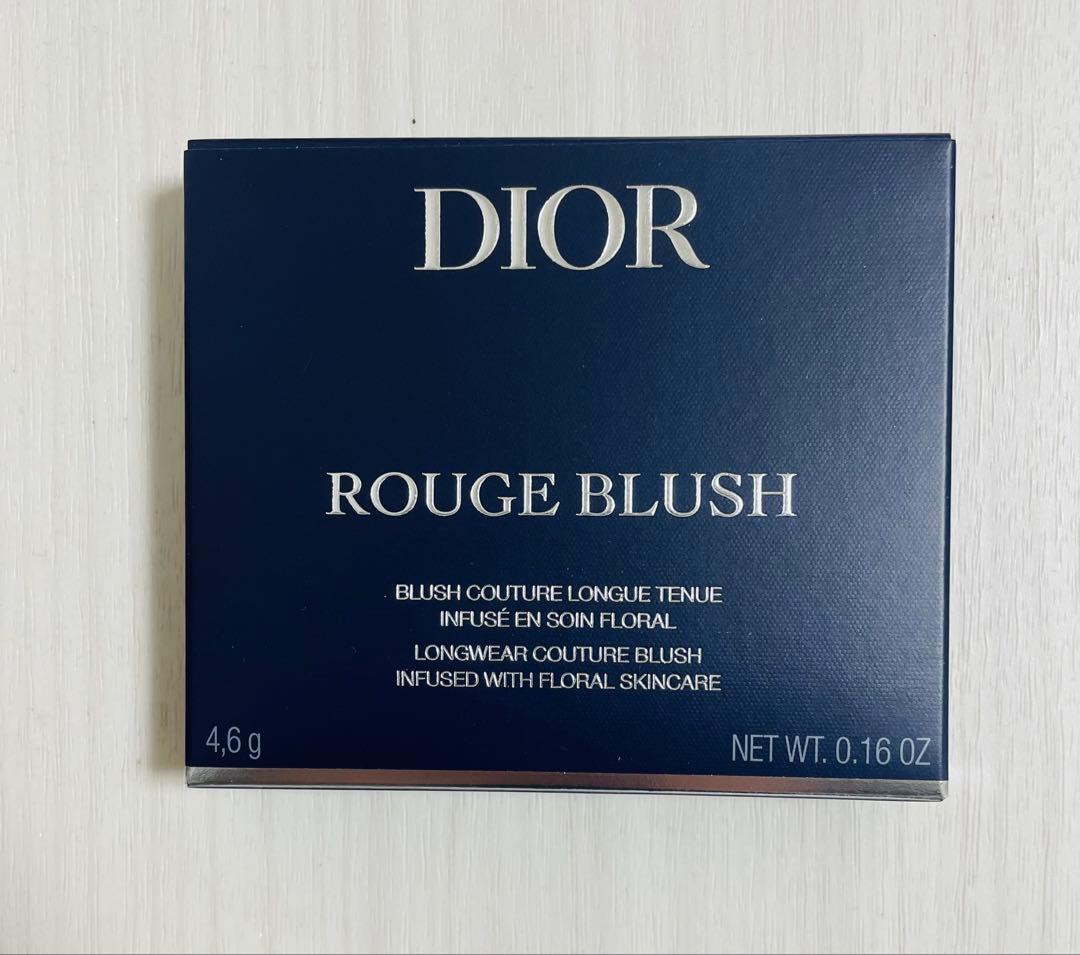 DIOR
ROUGE BLUSH
BLUSH COUTURE LONGUE TENUE
INFUSÉ EN SOIN FLORAL
LONGWEAR COUTURE BLUSH
INFUSED WITH FLORAL SKINCARE
4,6 g NET WT. 0.16 OZ